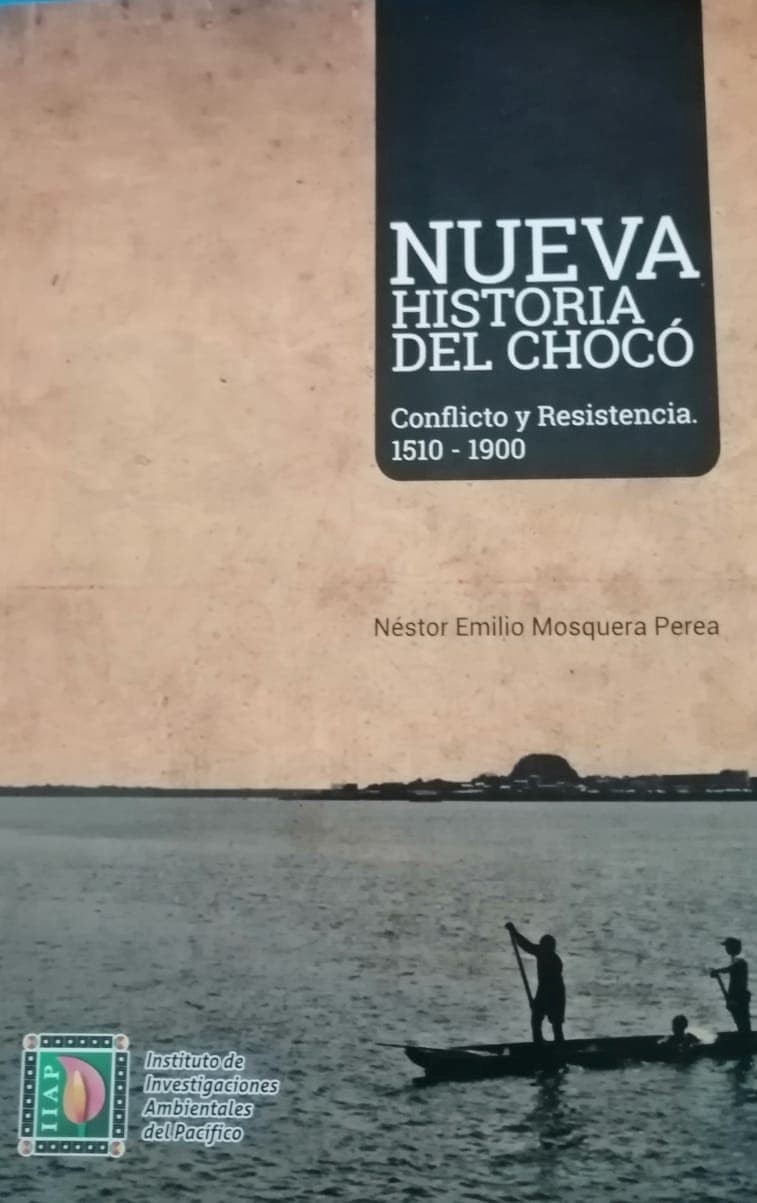 NUEVA
HISTORIA
DEL CHOCÓ
Conflicto y Resistencia.
1510 - 1900
Néstor Emilio Mosquera Perea
IIAP
Instituto de
Investigaciones
Ambientales
del Pacífico